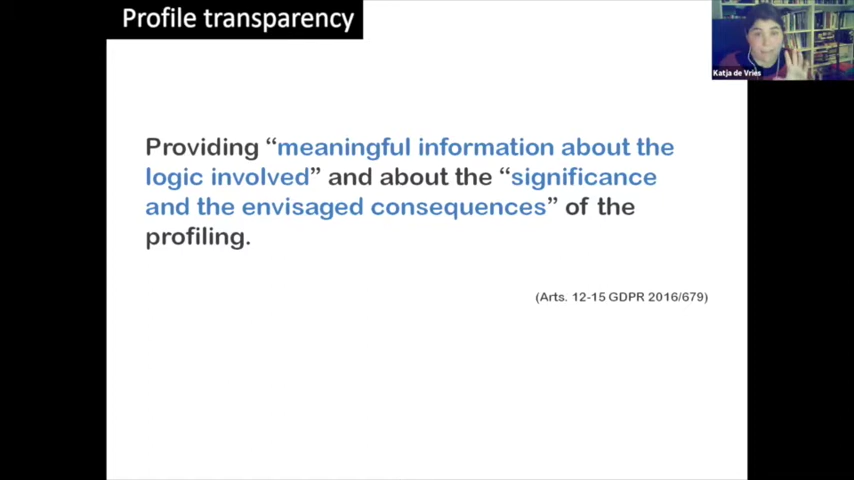 Profile transparency
Katja de Vries
Providing “meaningful information about the
logic involved” and about the “significance
and the envisaged consequences” of the
profiling.
(Arts. 12-15 GDPR 2016/679)